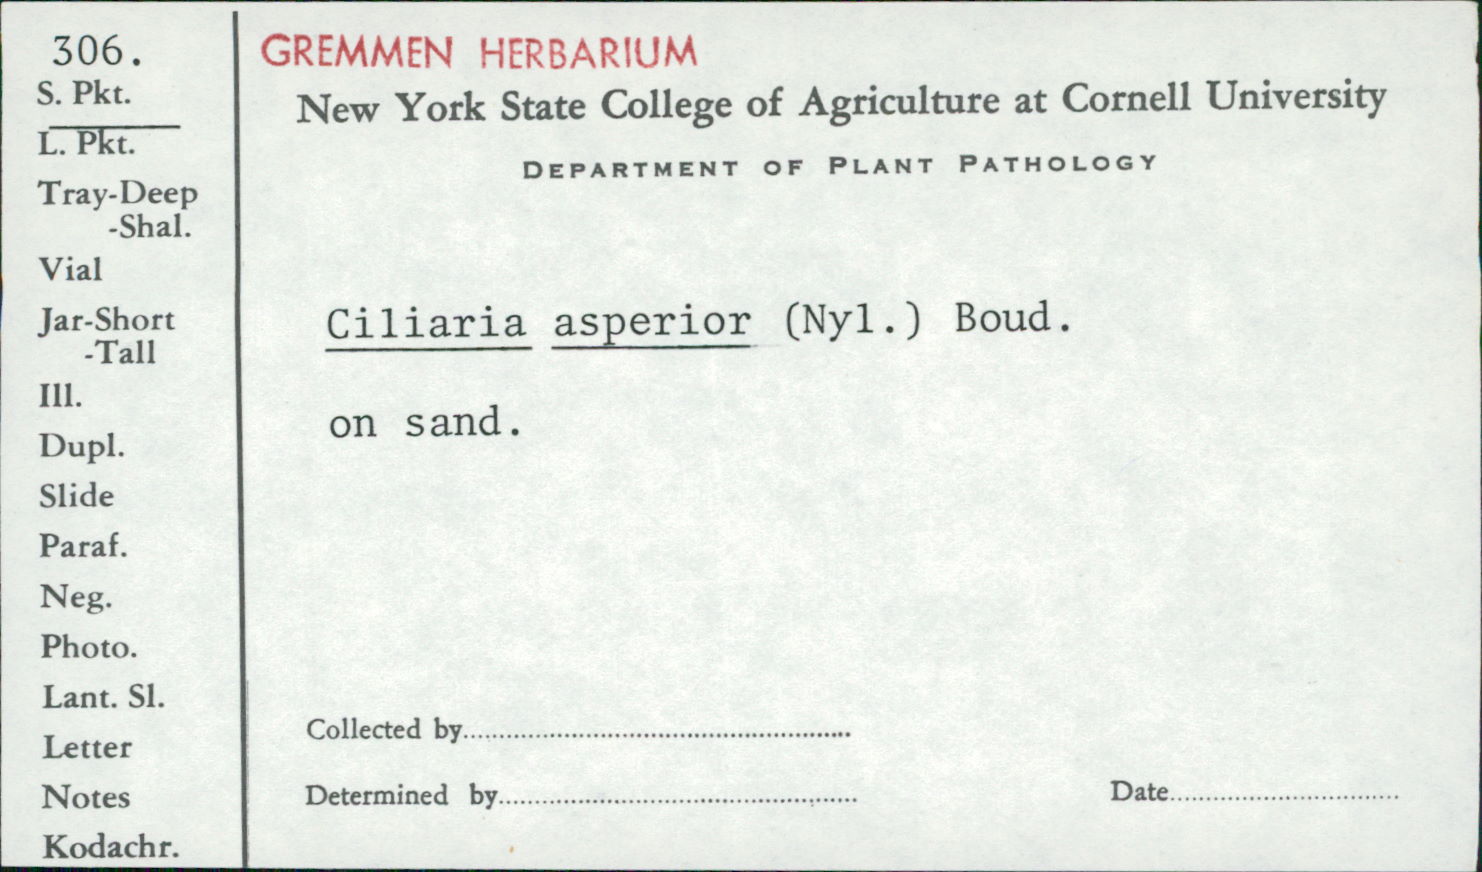 306.
S. Pkt.
L. Pkt.
Tray-Deep
-Shal.
Vial
Jar-Short
-Tall
Ill.
Dupl.
Slide
Paraf.
Neg.
Photo.
Lant. Sl.
Letter
Notes
Kodachr.
GREMMEN HERBARIUM
New York State College of Agriculture at Cornell University
DEPARTMENT OF PLANT PATHOLOGY
Ciliaria asperior (Nyl.) Boud.
on sand.
Collected by
Determined by
Date